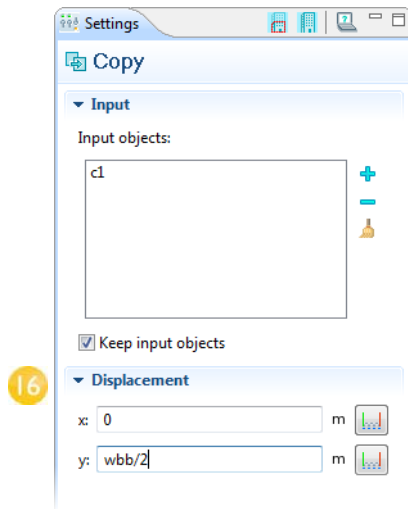 Settings
Copy
Input
Input objects:
c1
Keep input objects
16
Displacement
x: 0 m
y: wbb/2 m